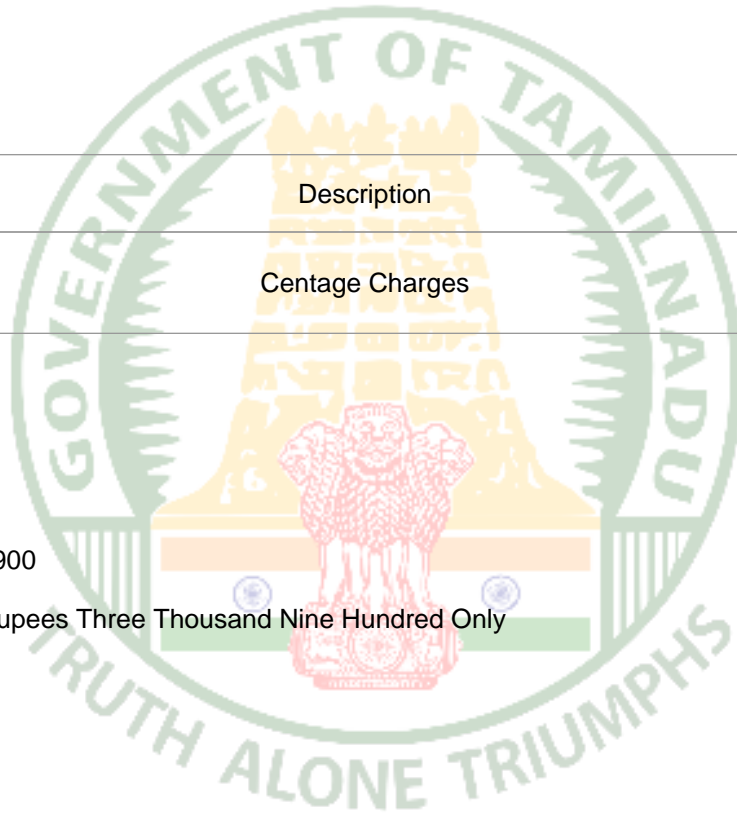 GOVERNMENT OF TAMILNADU
Description
Centage Charges
900
upees Three Thousand Nine Hundred Only
TRUTH ALONE TRIUMPHS